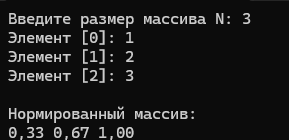 Введите размер массива N: 3
Элемент [0]: 1
Элемент [1]: 2
Элемент [2]: 3
Нормированный массив:
0,33 0,67 1,00